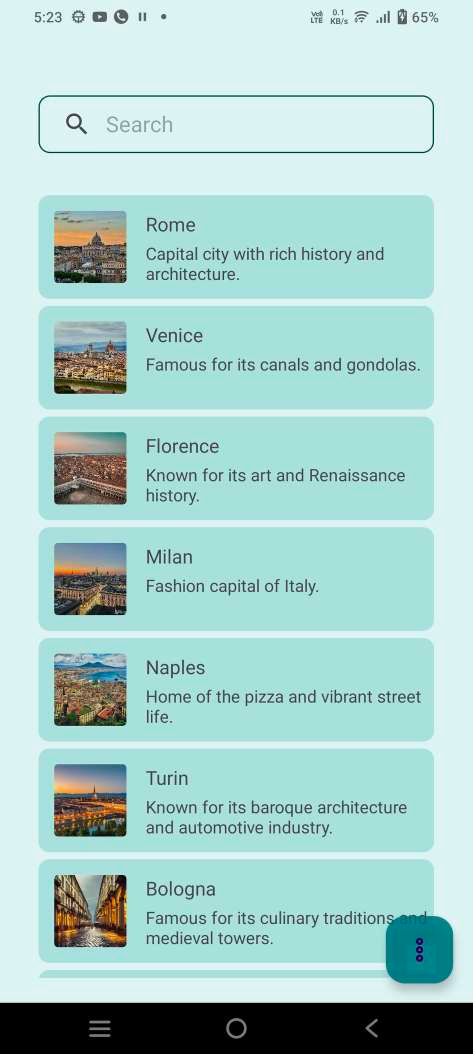 5:23
Vo)) LTE
0.1 KB/s
65%
Search
Rome
Capital city with rich history and
architecture.
Venice
Famous for its canals and gondolas.
Florence
Known for its art and Renaissance
history.
Milan
Fashion capital of Italy.
Naples
Home of the pizza and vibrant street
life.
Turin
Known for its baroque architecture
and automotive industry.
Bologna
Famous for its culinary traditions and
medieval towers.